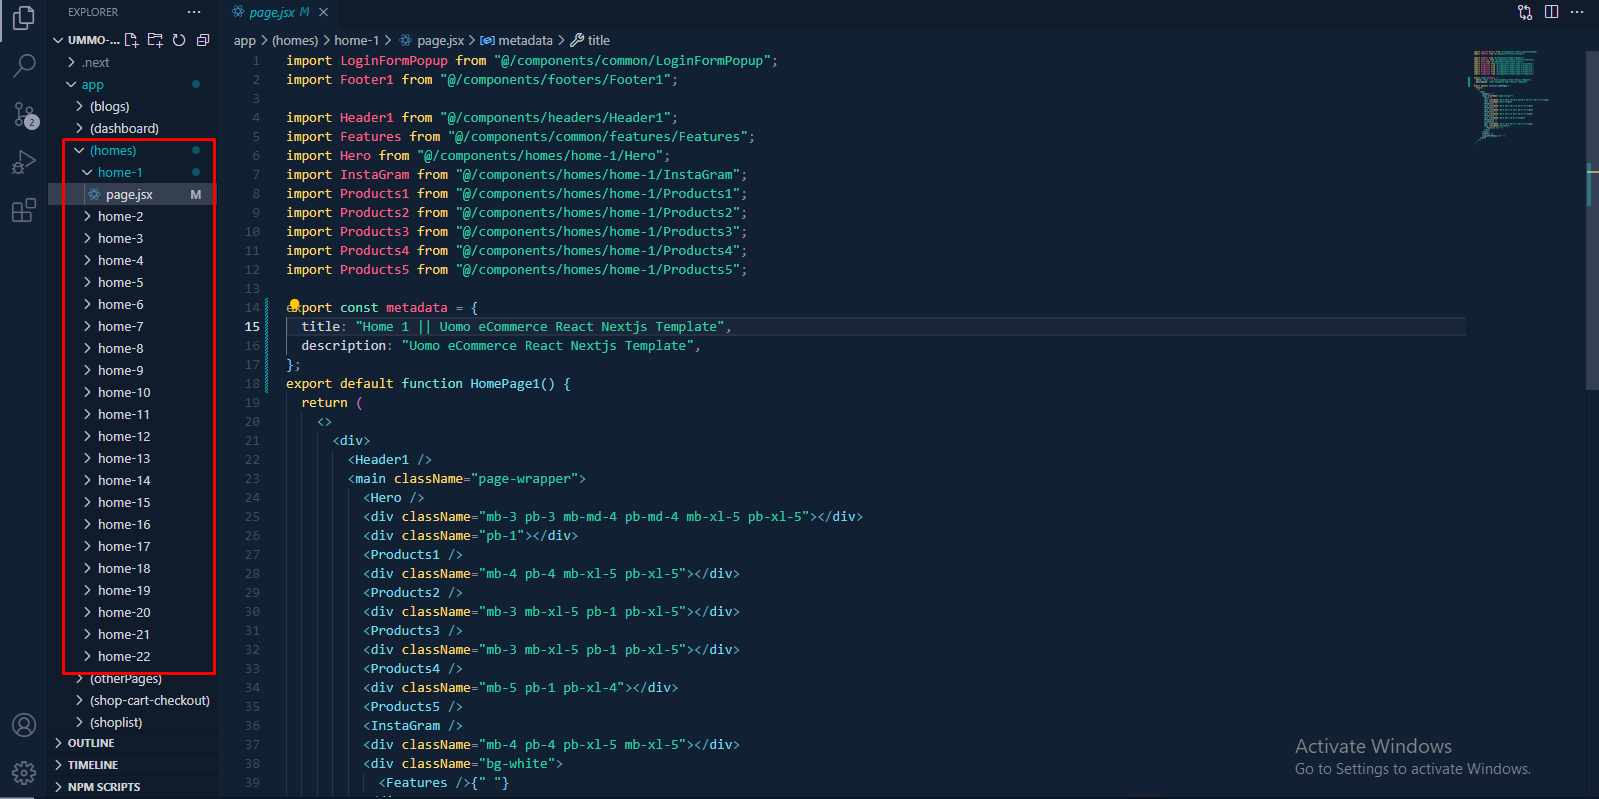 EXPLORER
UMMO-...
.next
app
(blogs)
(dashboard)
(homes)
home-1
page.jsx M
home-2
home-3
home-4
home-5
home-6
home-7
home-8
home-9
home-10
home-11
home-12
home-13
home-14
home-15
home-16
home-17
home-18
home-19
home-20
home-21
home-22
(otherPages)
(shop-cart-checkout)
(shoplist)
OUTLINE
TIMELINE
NPM SCRIPTS
2
page.jsx M
app > (homes) > home-1 > page.jsx > metadata > title
1 import LoginFormPopup from "@/components/common/LoginFormPopup";
2 import Footer1 from "@/components/footers/Footer1";
3
4 import Header1 from "@/components/headers/Header1";
5 import Features from "@/components/common/features/Features";
6 import Hero from "@/components/homes/home-1/Hero";
7 import InstaGram from "@/components/homes/home-1/InstaGram";
8 import Products1 from "@/components/homes/home-1/Products1";
9 import Products2 from "@/components/homes/home-1/Products2";
10 import Products3 from "@/components/homes/home-1/Products3";
11 import Products4 from "@/components/homes/home-1/Products4";
12 import Products5 from "@/components/homes/home-1/Products5";
13
14 export const metadata = {
15 title: "Home 1 || Uomo eCommerce React Nextjs Template",
16 description: "Uomo eCommerce React Nextjs Template",
17 };
18 export default function HomePage1() {
19 return (
20 <>
21 <div>
22 <Header1 />
23 <main className="page-wrapper">
24 <Hero />
25 <div className="mb-3 pb-3 mb-md-4 pb-md-4 mb-xl-5 pb-xl-5"></div>
26 <div className="pb-1"></div>
27 <Products1 />
28 <div className="mb-4 pb-4 mb-xl-5 pb-xl-5"></div>
29 <Products2 />
30 <div className="mb-3 mb-xl-5 pb-1 pb-xl-5"></div>
31 <Products3 />
32 <div className="mb-3 mb-xl-5 pb-1 pb-xl-5"></div>
33 <Products4 />
34 <div className="mb-5 pb-1 pb-xl-4"></div>
35 <Products5 />
36 <InstaGram />
37 <div className="mb-4 pb-4 pb-xl-5 mb-xl-5"></div>
38 <div className="bg-white">
39 <Features />{" "}
Activate Windows
Go to Settings to activate Windows.